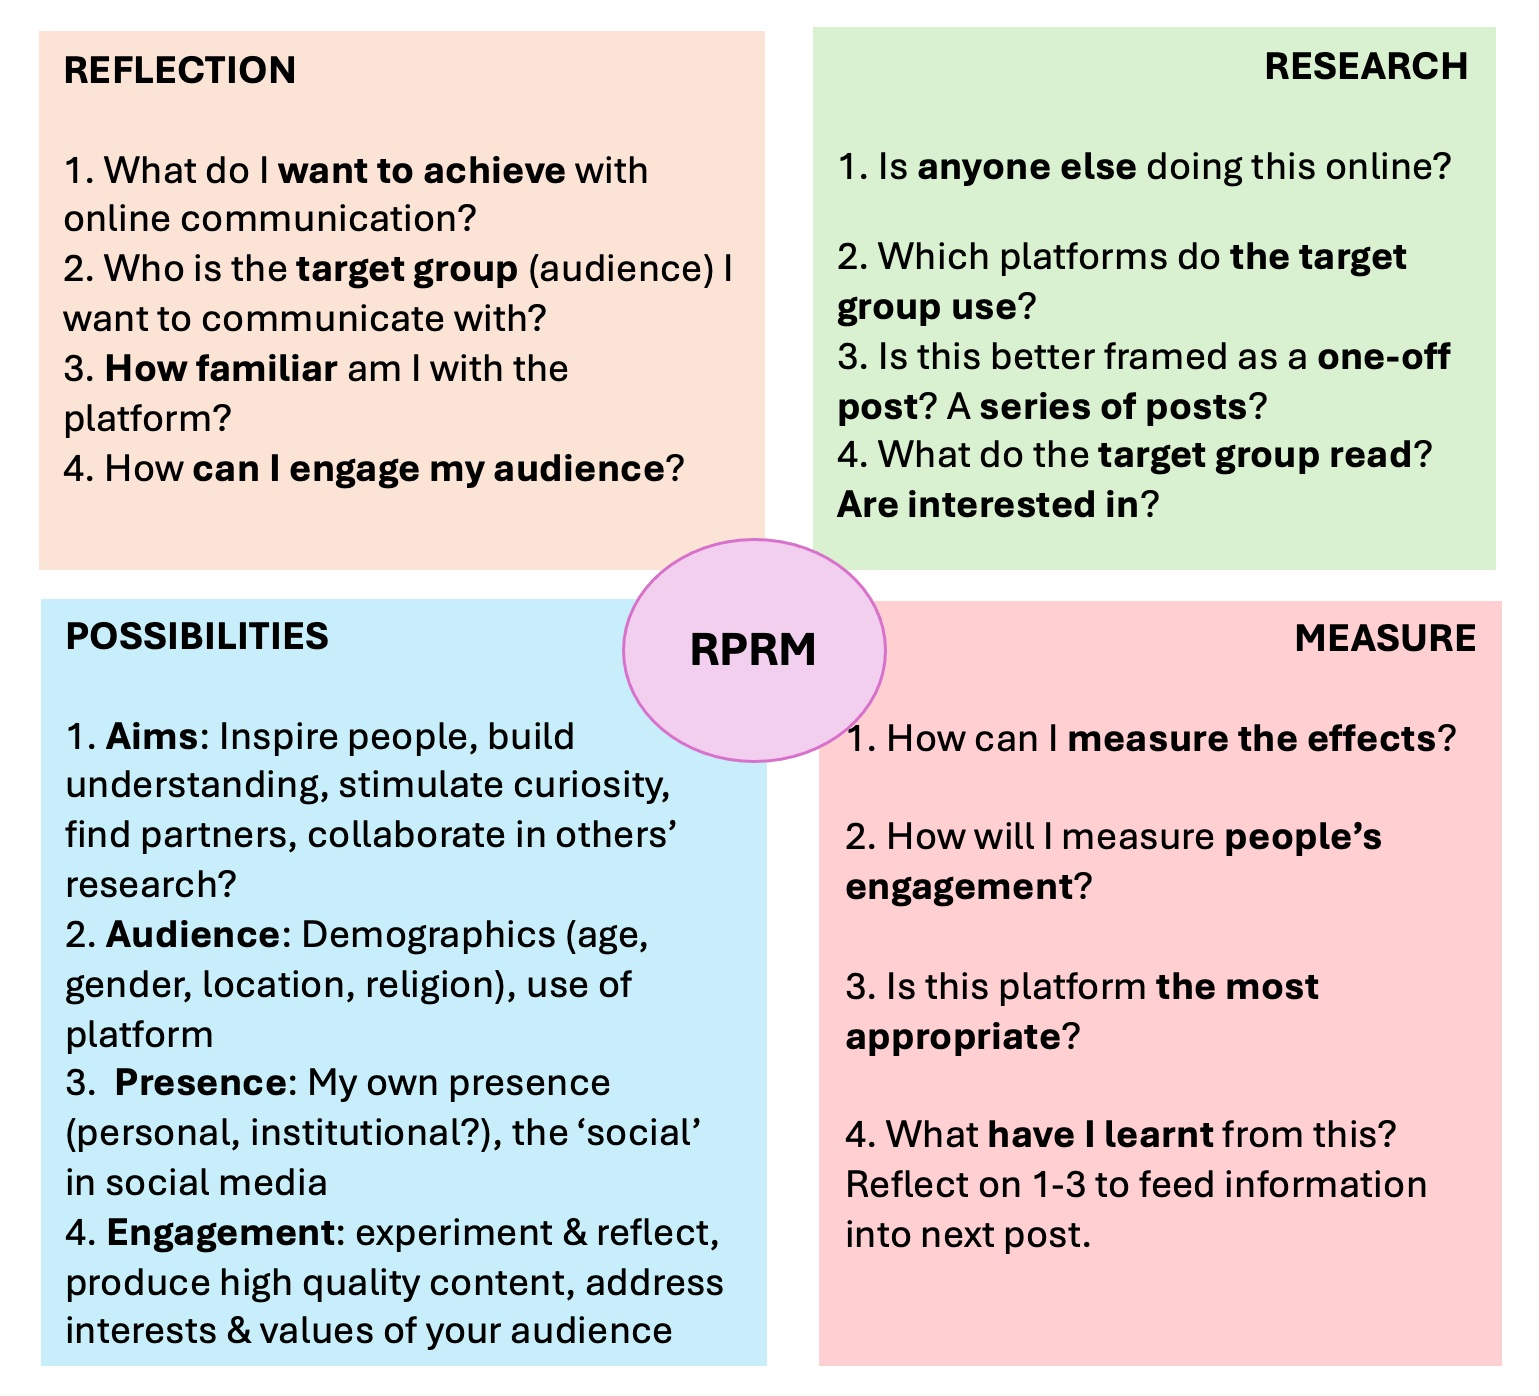 REFLECTION
1. What do I want to achieve with
online communication?
2. Who is the target group (audience) I
want to communicate with?
3. How familiar am I with the
platform?
4. How can I engage my audience?
RESEARCH
1. Is anyone else doing this online?
2. Which platforms do the target
group use?
3. Is this better framed as a one-off
post? A series of posts?
4. What do the target group read?
Are interested in?
RPRM
POSSIBILITIES
1. Aims: Inspire people, build
understanding, stimulate curiosity,
find partners, collaborate in others’
research?
2. Audience: Demographics (age,
gender, location, religion), use of
platform
3. Presence: My own presence
(personal, institutional?), the ‘social’
in social media
4. Engagement: experiment & reflect,
produce high quality content, address
interests & values of your audience
MEASURE
1. How can I measure the effects?
2. How will I measure people’s
engagement?
3. Is this platform the most
appropriate?
4. What have I learnt from this?
Reflect on 1-3 to feed information
into next post.